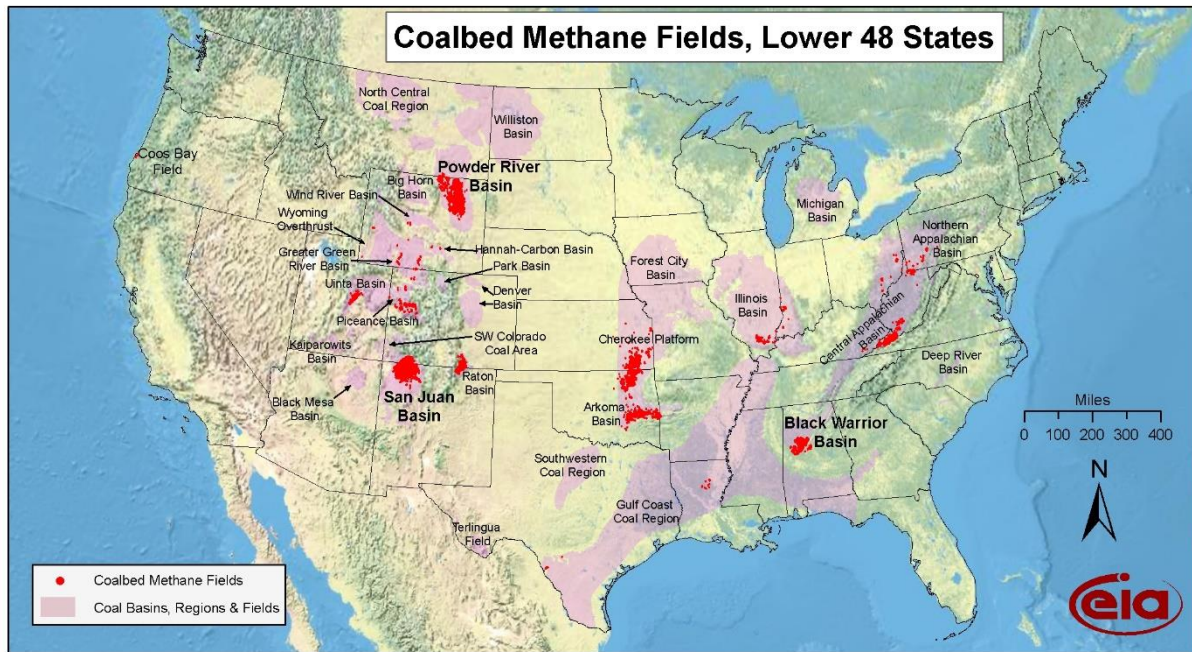 Coalbed Methane Fields, Lower 48 States
North Central
Coal Region
Williston
Basin
Coos Bay
Field
Powder River
Basin
Big Horn
Basin
Wind River Basin
Wyoming
Overthrust
Greater Green
River Basin
Hannah-Carbon Basin
Park Basin
Uinta Basin
Denver
Basin
Piceance Basin
Kaiparowits
Basin
SW Colorado
Coal Area
Black Mesa
Basin
San Juan
Basin
Raton
Basin
Michigan
Basin
Northern
Appalachian
Basin
Forest City
Basin
Illinois
Basin
Cherokee Platform
Central Appalachian
Basin
Deep River
Basin
Arkoma
Basin
Black Warrior
Basin
Southwestern
Coal Region
Gulf Coast
Coal Region
Terlingua
Field
Miles
0 100 200 300 400
N
Coalbed Methane Fields
Coal Basins, Regions & Fields
eia